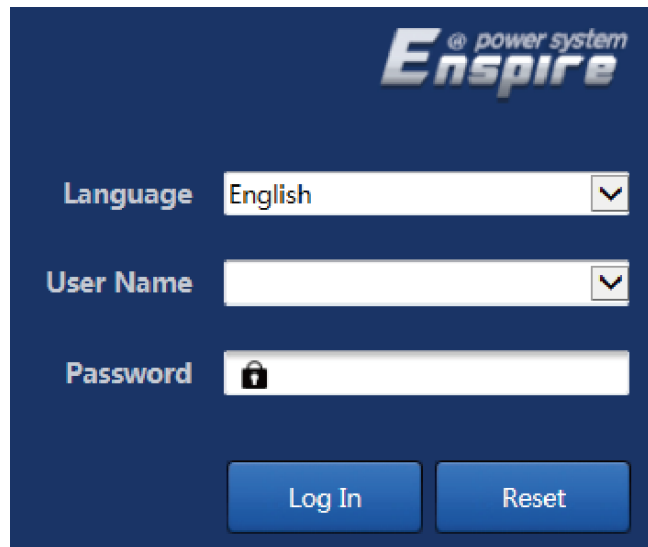 @ power system
Enspire
Language English
User Name
Password
Log In Reset